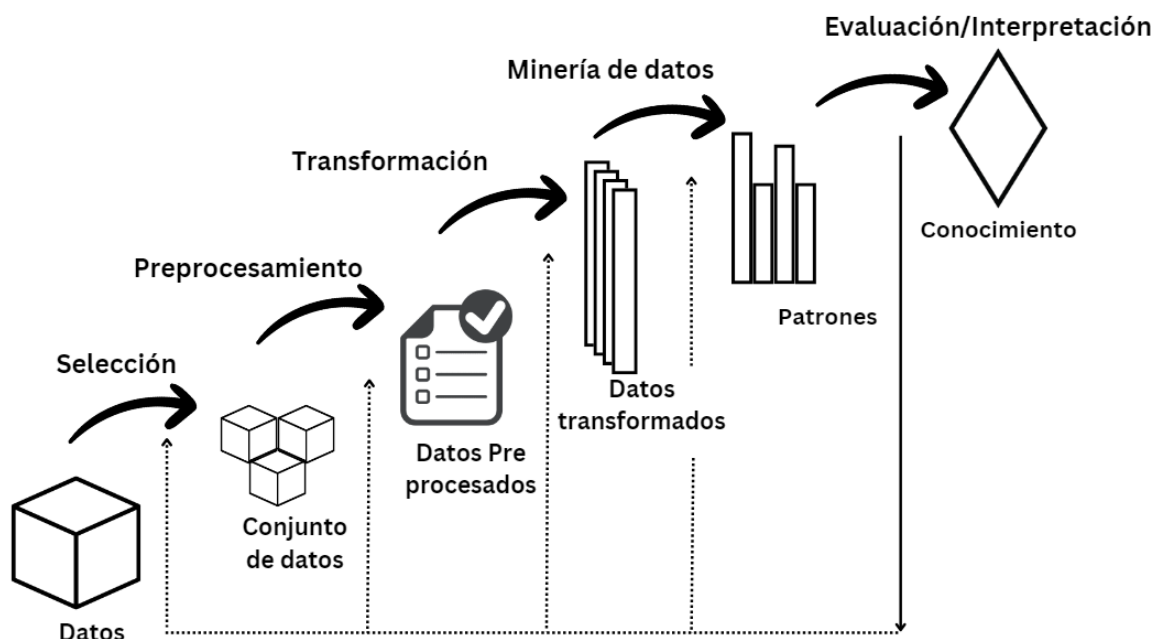 Evaluación/Interpretación
Minería de datos
Transformación
Conocimiento
Preprocesamiento
Patrones
Selección
Datos
transformados
Datos Pre
procesados
Conjunto
de datos
Datos